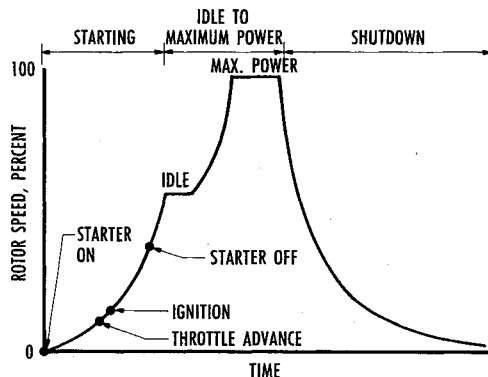 STARTING
IDLE TO
MAXIMUM POWER
SHUTDOWN
100
MAX. POWER
IDLE
ROTOR SPEED, PERCENT
STARTER
ON
STARTER OFF
IGNITION
THROTTLE ADVANCE
0
TIME